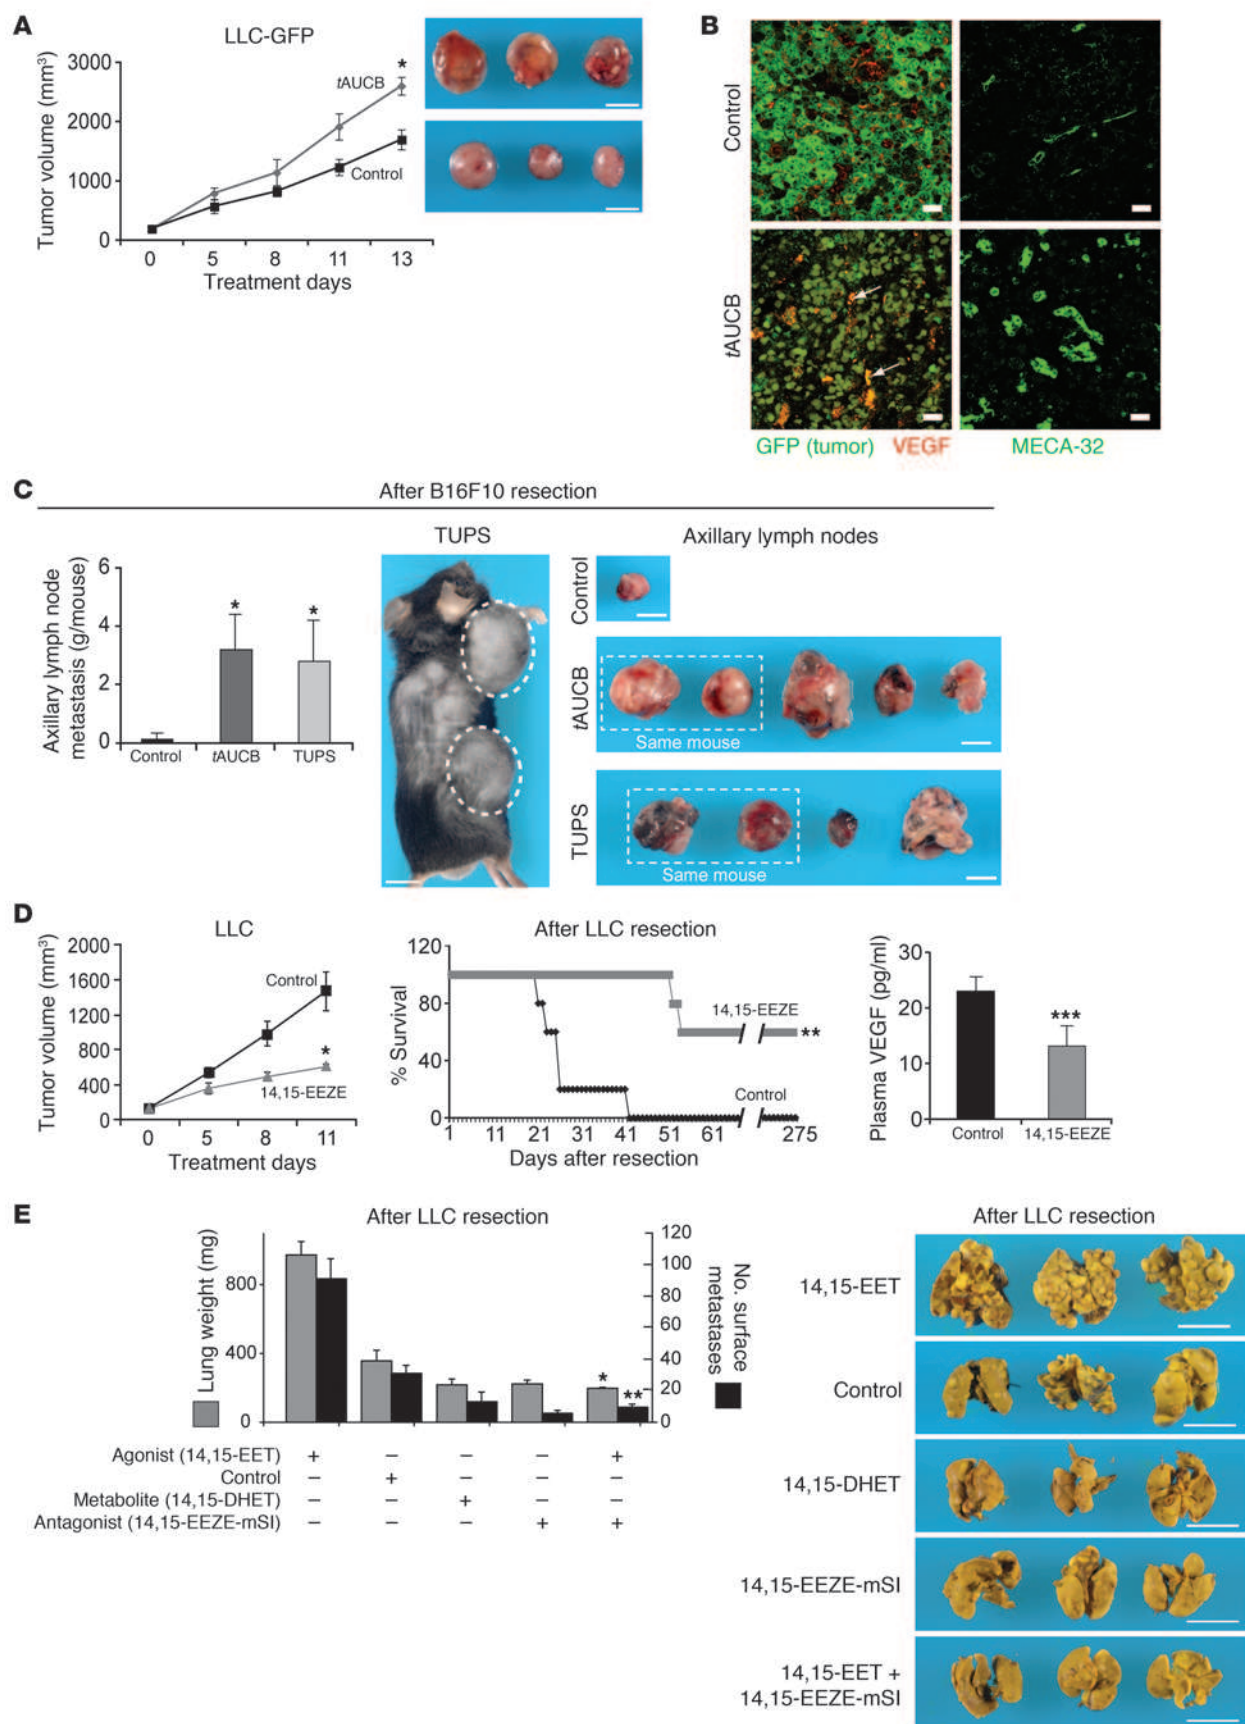 A
LLC-GFP
Tumor volume (mm³)
3000
2000
1000
0
tAUCB
*
Control
0 5 8 11 13
Treatment days
B
Control
tAUCB
GFP (tumor) VEGF MECA-32
C
After B16F10 resection
Axillary lymph node
metastasis (g/mouse)
6
4
2
0
* *
Control tAUCB TUPS
TUPS
Axillary lymph nodes
Control
tAUCB
Same mouse
TUPS
Same mouse
D
LLC
Tumor volume (mm³)
2000
1600
1200
800
400
0
Control
*
14,15-EEZE
0 5 8 11
Treatment days
After LLC resection
% Survival
120
80
40
0
14,15-EEZE
**
Control
1 11 21 31 41 51 61 275
Days after resection
Plasma VEGF (pg/ml)
30
20
10
0
***
Control 14,15-EEZE
E
After LLC resection
Lung weight (mg)
800
400
0
* **
120
100
80
60
40
20
0
No. surface
metastases
Agonist (14,15-EET) + – – – +
Control – + – – –
Metabolite (14,15-DHET) – – + – –
Antagonist (14,15-EEZE-mSI) – – – + +
After LLC resection
14,15-EET
Control
14,15-DHET
14,15-EEZE-mSI
14,15-EET +
14,15-EEZE-mSI